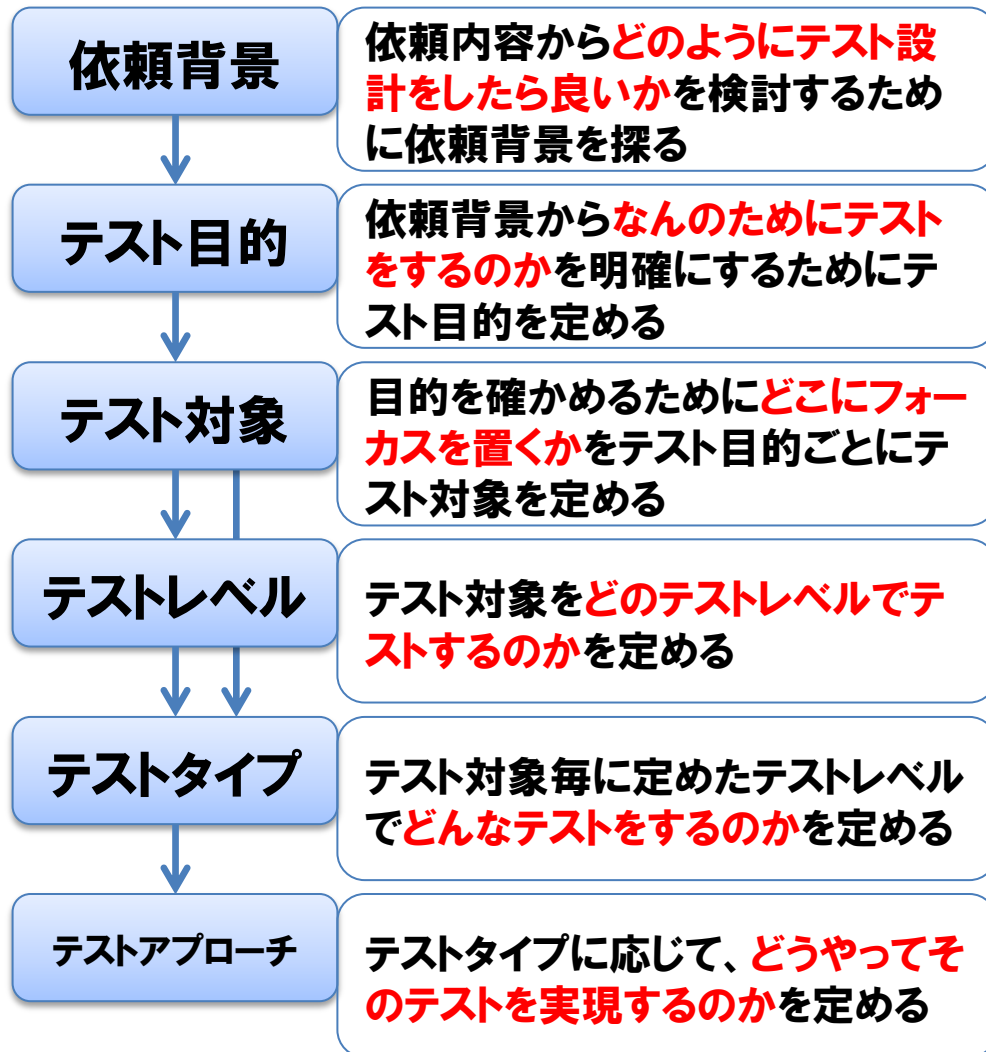 依頼背景
依頼内容からどのようにテスト設
計をしたら良いかを検討するため
に依頼背景を探る
テスト目的
依頼背景からなんのためにテスト
をするのかを明確にするためにテ
スト目的を定める
テスト対象
目的を確かめるためにどこにフォー
カスを置くかをテスト目的ごとにテ
スト対象を定める
テストレベル
テスト対象をどのテストレベルでテ
ストするのかを定める
テストタイプ
テスト対象毎に定めたテストレベル
でどんなテストをするのかを定める
テストアプローチ
テストタイプに応じて、どうやってそ
のテストを実現するのかを定める